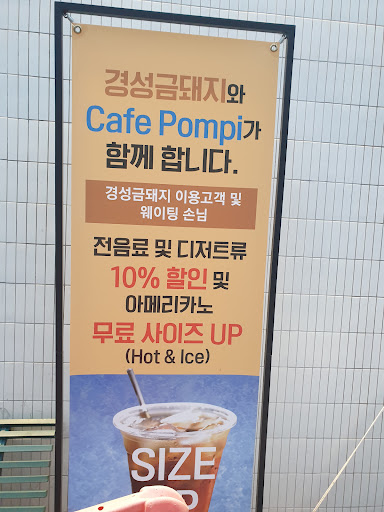 경성금돼지와
Cafe Pompi가
함께 합니다.
경성금돼지 이용고객 및
웨이팅 손님
전음료 및 디저트류
10% 할인 및
아메리카노
무료 사이즈 UP
(Hot & Ice)
SIZE